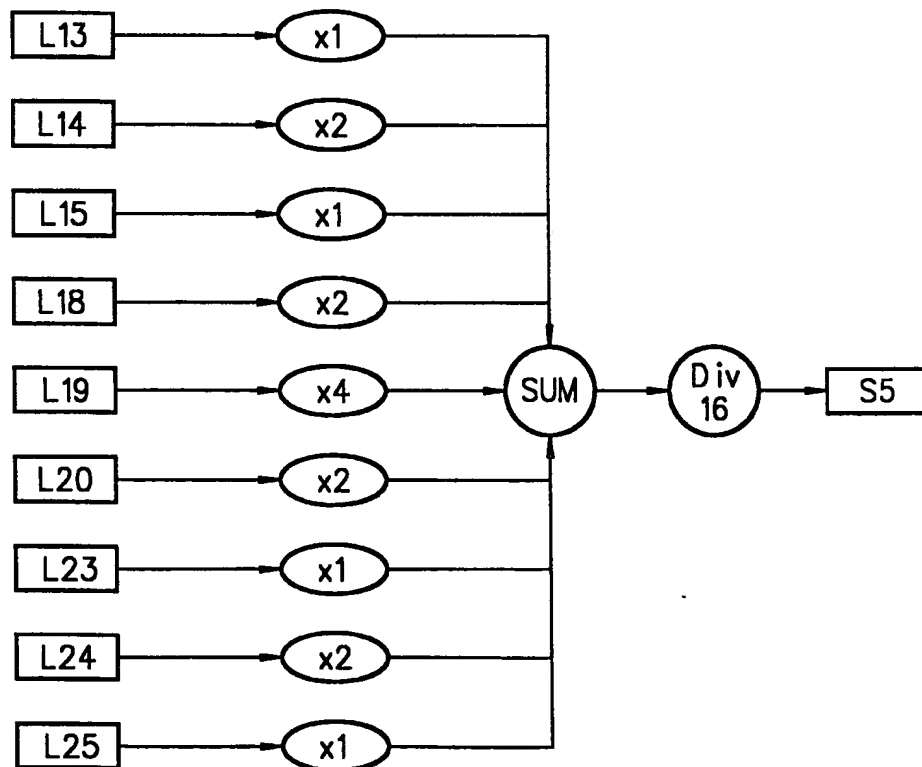 L13 x1
L14 x2
L15 x1
L18 x2
L19 x4 SUM Div 16 S5
L20 x2
L23 x1
L24 x2
L25 x1